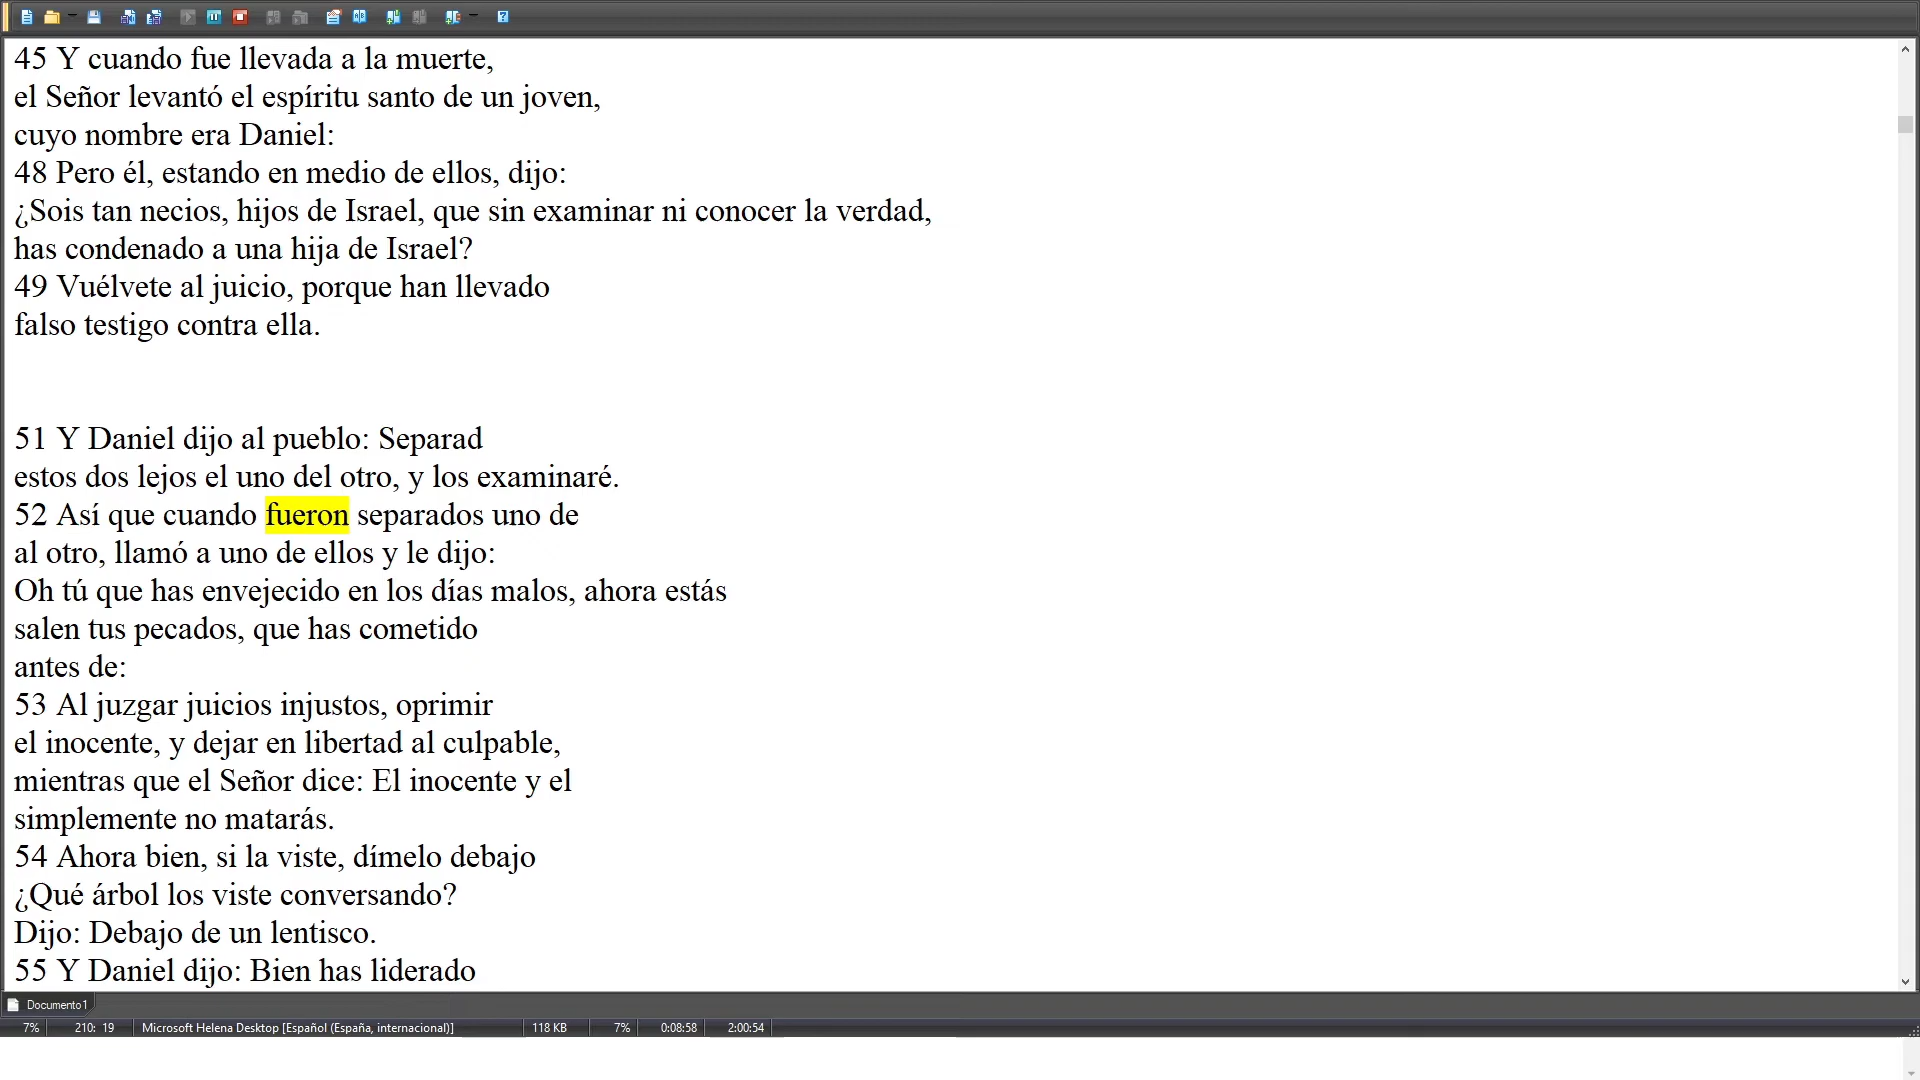 45 Y cuando fue llevada a la muerte,
el Señor levantó el espíritu santo de un joven,
cuyo nombre era Daniel:
48 Pero él, estando en medio de ellos, dijo:
¿Sois tan necios, hijos de Israel, que sin examinar ni conocer la verdad,
has condenado a una hija de Israel?
49 Vuélvete al juicio, porque han llevado
falso testigo contra ella.
51 Y Daniel dijo al pueblo: Separad
estos dos lejos el uno del otro, y los examinaré.
52 Así que cuando fueron separados uno de
al otro, llamó a uno de ellos y le dijo:
Oh tú que has envejecido en los días malos, ahora estás
salen tus pecados, que has cometido
antes de:
53 Al juzgar juicios injustos, oprimir
el inocente, y dejar en libertad al culpable,
mientras que el Señor dice: El inocente y el
simplemente no matarás.
54 Ahora bien, si la viste, dímelo debajo
¿Qué árbol los viste conversando?
Dijo: Debajo de un lentisco.
55 Y Daniel dijo: Bien has liderado
Documento1
7% 210: 19 Microsoft Helena Desktop [Español (España, internacional)] 118 KB 7% 0:08:58 2:00:54